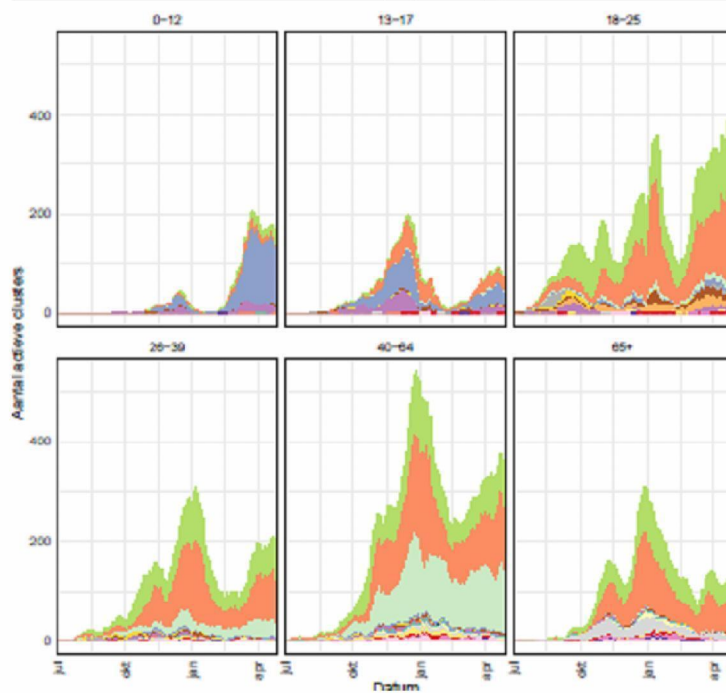 0-12 13-17 18-25
400
200
0
26-39 40-64 65+
400
200
0
jul okt jan apr jul okt jan apr jul okt jan apr
Datum
Aantal actieve clusters